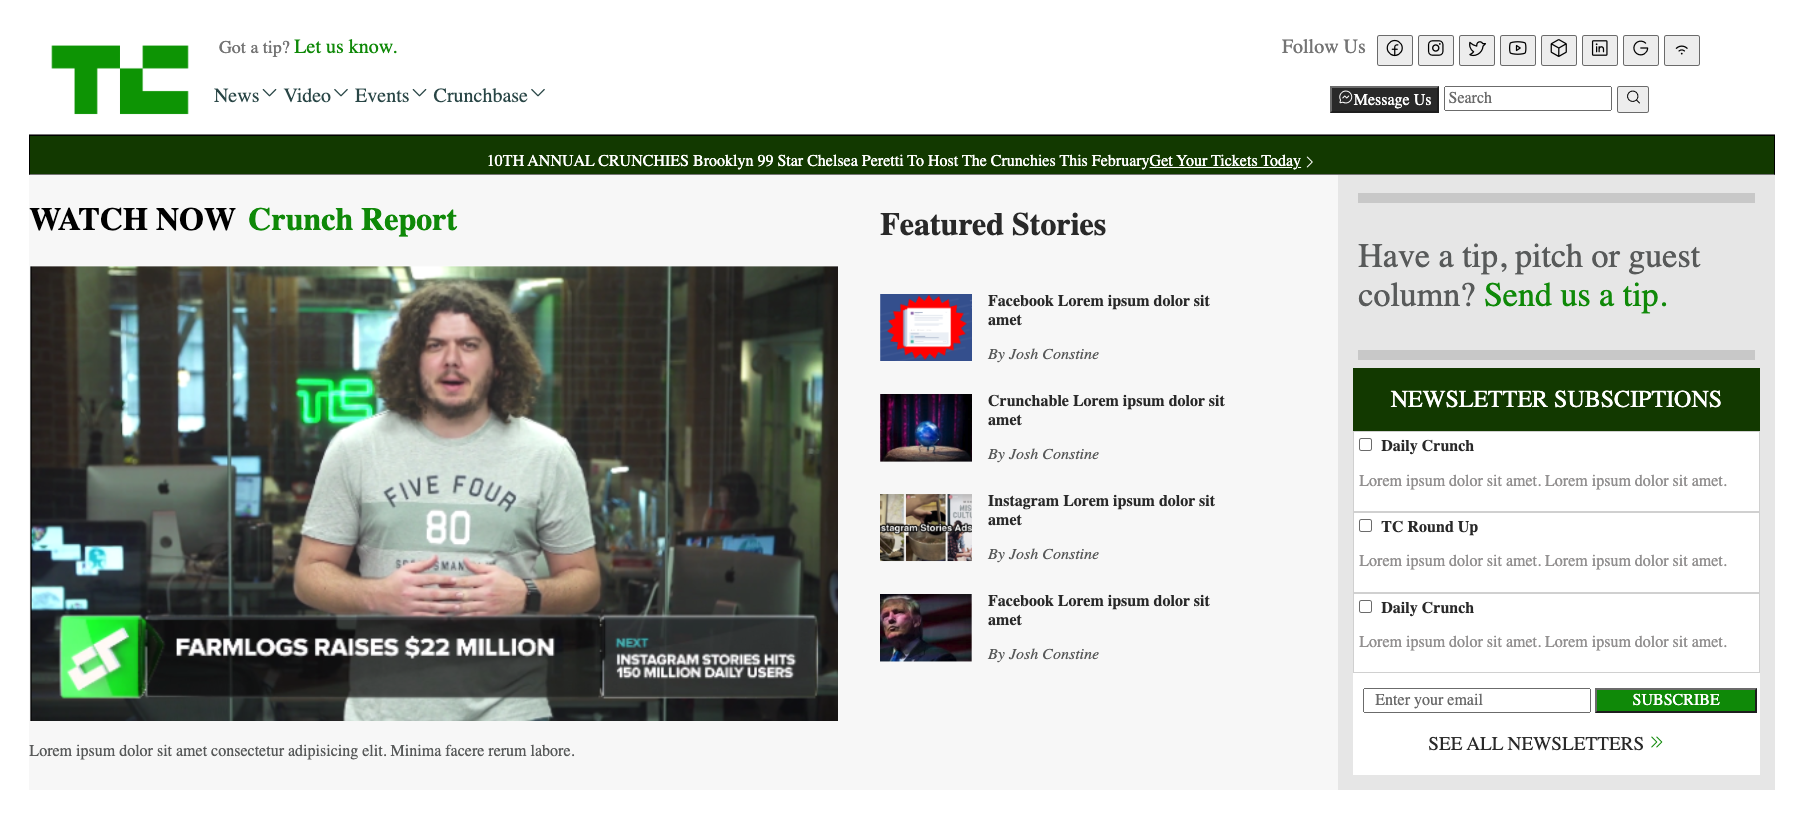 TC
Got a tip? Let us know.
Follow Us
News Video Events Crunchbase
Message Us Search
10TH ANNUAL CRUNCHIES Brooklyn 99 Star Chelsea Peretti To Host The Crunchies This FebruaryGet Your Tickets Today
WATCH NOW Crunch Report
TC
FIVE FOUR
80
FARMLOGS RAISES $22 MILLION
NEXT
INSTAGRAM STORIES HITS
150 MILLION DAILY USERS
Lorem ipsum dolor sit amet consectetur adipisicing elit. Minima facere rerum labore.
Featured Stories
Facebook Lorem ipsum dolor sit
amet
By Josh Constine
Crunchable Lorem ipsum dolor sit
amet
By Josh Constine
stagram Stories Ads
Instagram Lorem ipsum dolor sit
amet
By Josh Constine
Facebook Lorem ipsum dolor sit
amet
By Josh Constine
Have a tip, pitch or guest
column? Send us a tip.
NEWSLETTER SUBSCIPTIONS
Daily Crunch
Lorem ipsum dolor sit amet. Lorem ipsum dolor sit amet.
TC Round Up
Lorem ipsum dolor sit amet. Lorem ipsum dolor sit amet.
Daily Crunch
Lorem ipsum dolor sit amet. Lorem ipsum dolor sit amet.
Enter your email SUBSCRIBE
SEE ALL NEWSLETTERS